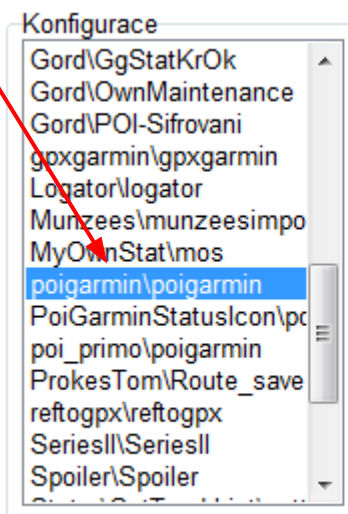 Konfigurace
Gord\GgStatKrOk
Gord\OwnMaintenance
Gord\POI-Sifrovani
gpxgarmin\gpxgarmin
Logator\logator
Munzees\munzeesimpo
MyOwnStat\mos
poigarmin\poigarmin
PoiGarminStatusIcon\po
poi_primo\poigarmin
ProkesTom\Route_save
reftogpx\reftogpx
SeriesII\SeriesII
Spoiler\Spoiler